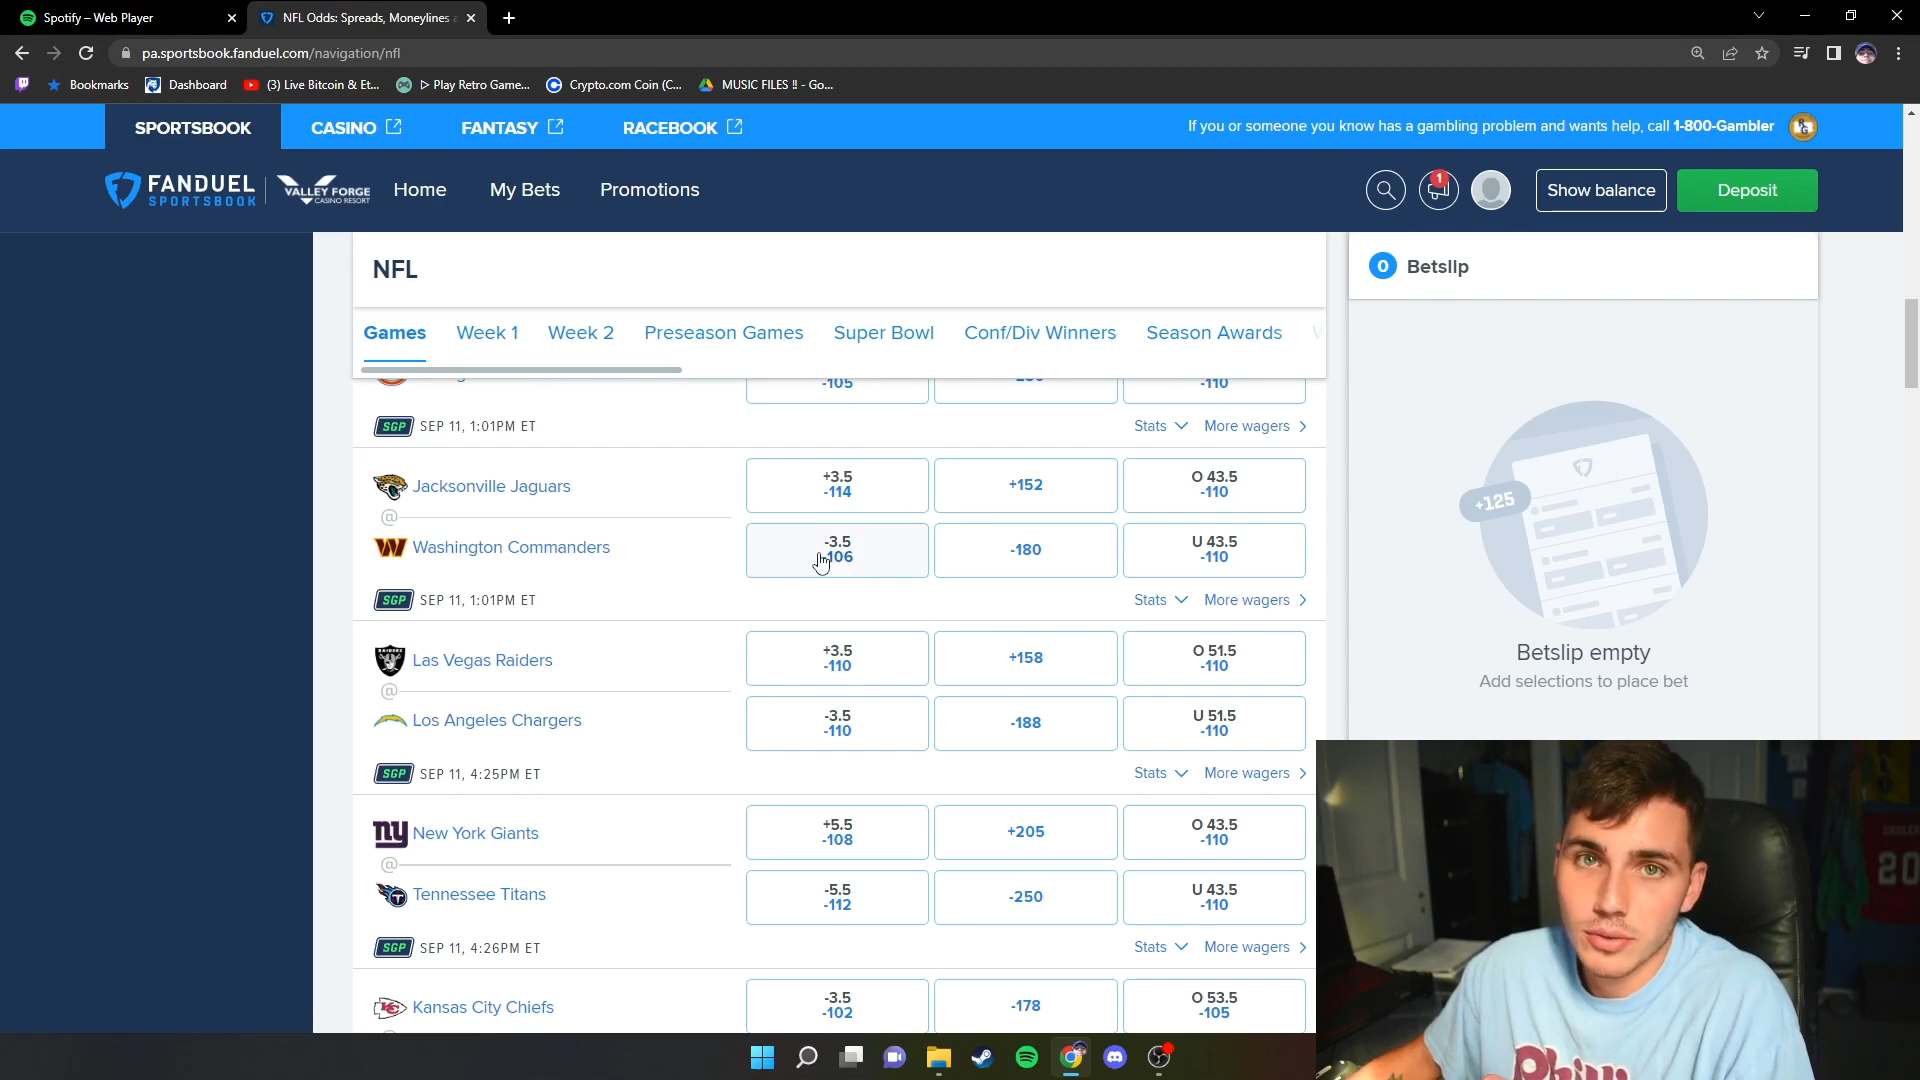 Spotify – Web Player
NFL Odds: Spreads, Moneylines a
pa.sportsbook.fanduel.com/navigation/nfl
Bookmarks
Dashboard
(3) Live Bitcoin & Et...
▷ Play Retro Game...
Crypto.com Coin (C...
MUSIC FILES !! - Go...
SPORTSBOOK
CASINO
FANTASY
RACEBOOK
If you or someone you know has a gambling problem and wants help, call 1-800-Gambler
RG
FANDUEL
SPORTSBOOK
VALLEY FORGE
CASINO RESORT
Home
My Bets
Promotions
1
Show balance
Deposit
NFL
0 Betslip
Games
Week 1
Week 2
Preseason Games
Super Bowl
Conf/Div Winners
Season Awards
-105
-110
SGP SEP 11, 1:01PM ET
Stats
More wagers
Jacksonville Jaguars
+3.5
-114
+152
O 43.5
-110
@
Washington Commanders
-3.5
-106
-180
U 43.5
-110
SGP SEP 11, 1:01PM ET
Stats
More wagers
Las Vegas Raiders
+3.5
-110
+158
O 51.5
-110
@
Los Angeles Chargers
-3.5
-110
-188
U 51.5
-110
SGP SEP 11, 4:25PM ET
Stats
More wagers
ny New York Giants
+5.5
-108
+205
O 43.5
-110
@
Tennessee Titans
-5.5
-112
-250
U 43.5
-110
SGP SEP 11, 4:26PM ET
Stats
More wagers
KC Kansas City Chiefs
-3.5
-102
-178
O 53.5
-105
+125
Betslip empty
Add selections to place bet
20
Phill